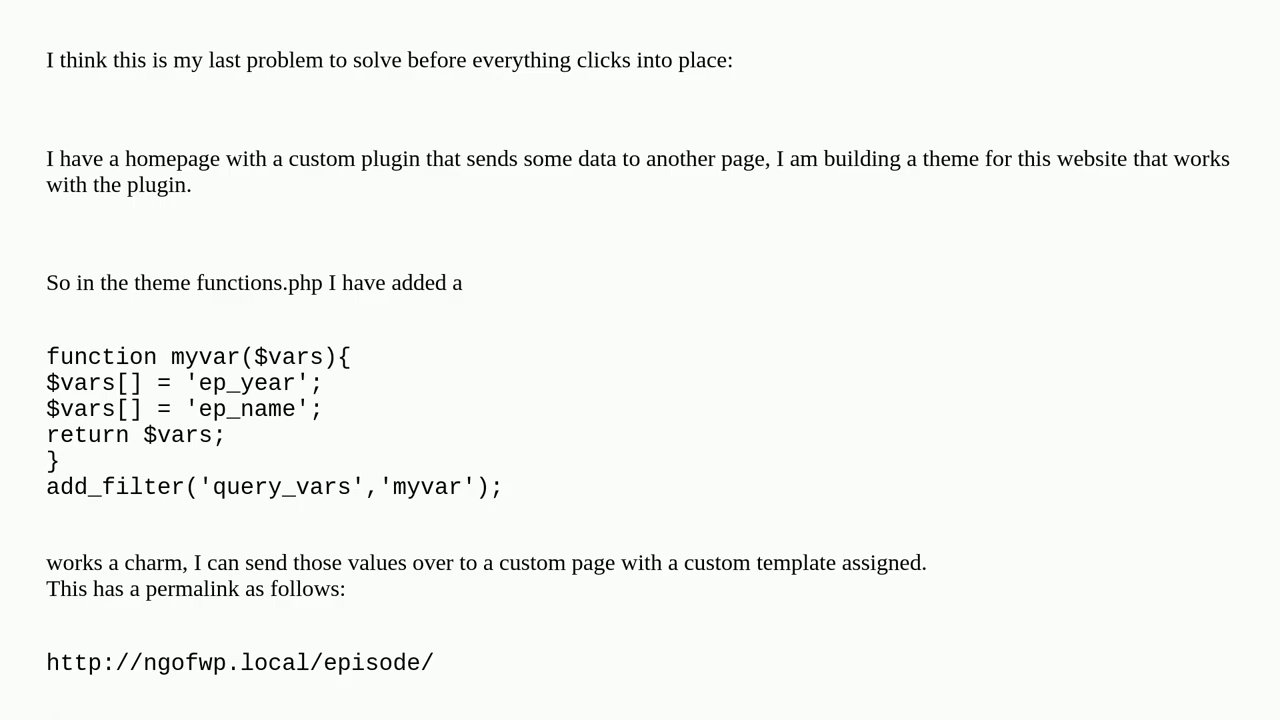 I think this is my last problem to solve before everything clicks into place:
I have a homepage with a custom plugin that sends some data to another page, I am building a theme for this website that works
with the plugin.
So in the theme functions.php I have added a
function myvar($vars){
$vars[] = 'ep_year';
$vars[] = 'ep_name';
return $vars;
}
add_filter('query_vars','myvar');
works a charm, I can send those values over to a custom page with a custom template assigned.
This has a permalink as follows:
http://ngofwp.local/episode/